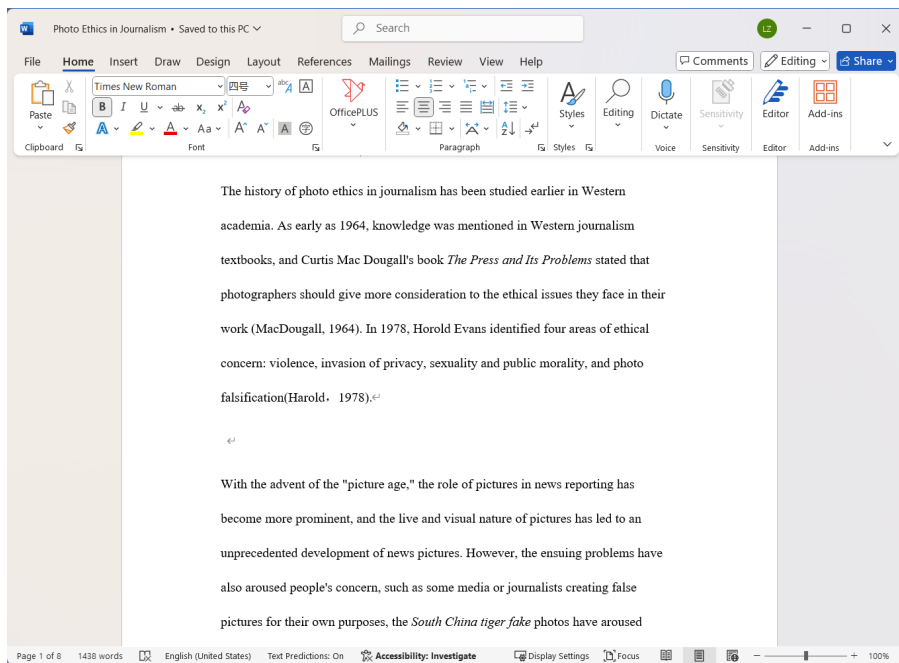 Photo Ethics in Journalism • Saved to this PC
Search
LZ
File Home Insert Draw Design Layout References Mailings Review View Help
Comments Editing Share
Times New Roman 四号
Paste
OfficePLUS
Styles
Editing
Dictate
Sensitivity
Editor
Add-ins
Clipboard Font Paragraph Styles Voice Sensitivity Editor Add-ins
The history of photo ethics in journalism has been studied earlier in Western
academia. As early as 1964, knowledge was mentioned in Western journalism
textbooks, and Curtis Mac Dougall's book The Press and Its Problems stated that
photographers should give more consideration to the ethical issues they face in their
work (MacDougall, 1964). In 1978, Horold Evans identified four areas of ethical
concern: violence, invasion of privacy, sexuality and public morality, and photo
falsification(Harold，1978).
With the advent of the "picture age," the role of pictures in news reporting has
become more prominent, and the live and visual nature of pictures has led to an
unprecedented development of news pictures. However, the ensuing problems have
also aroused people's concern, such as some media or journalists creating false
pictures for their own purposes, the South China tiger fake photos have aroused
Page 1 of 8 1438 words English (United States) Text Predictions: On Accessibility: Investigate Display Settings Focus 100%